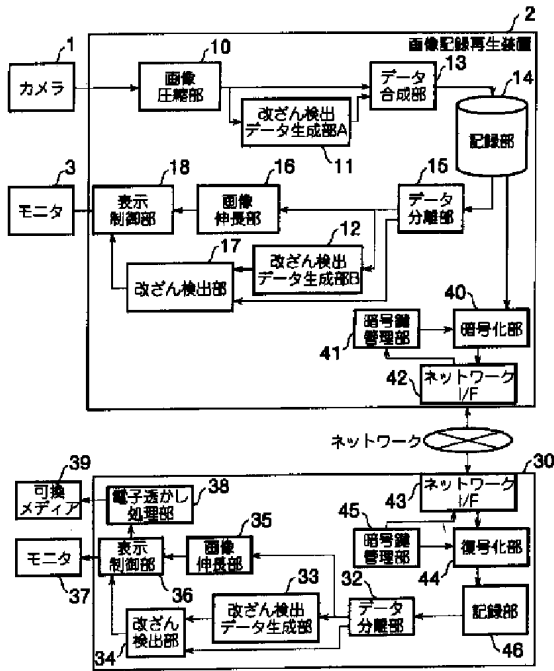 2
画像記録再生装置
1
カメラ
10
画像
圧縮部
13
データ
合成部
14
記録部
改ざん検出
データ生成部A
11
3
モニタ
18
表示
制御部
16
画像
伸長部
15
データ
分離部
17
改ざん検出部
12
改ざん検出
データ生成部B
40
暗号化部
41
暗号鍵
管理部
42
ネットワーク
I/F
ネットワーク
30
39
可換
メディア
38
電子透かし
処理部
43
ネットワーク
I/F
37
モニタ
36
表示
制御部
35
画像
伸長部
45
暗号鍵
管理部
44
復号化部
34
改ざん
検出部
33
改ざん検出
データ生成部
32
データ
分離部
46
記録部